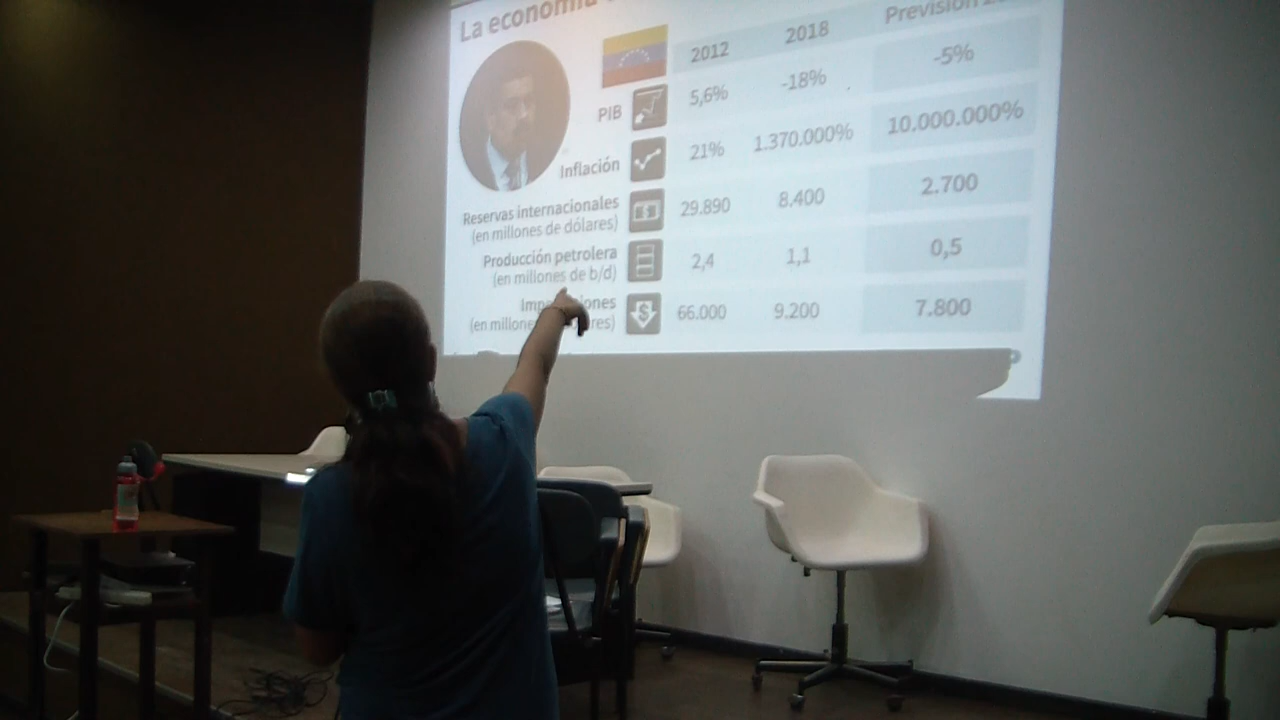 La economía
2012 2018 Previsión
PIB 5,6% -18% -5%
Inflación 21% 1.370.000% 10.000.000%
Reservas internacionales
(en millones de dólares) 29.890 8.400 2.700
Producción petrolera
(en millones de b/d) 2,4 1,1 0,5
66.000 9.200 7.800
(en